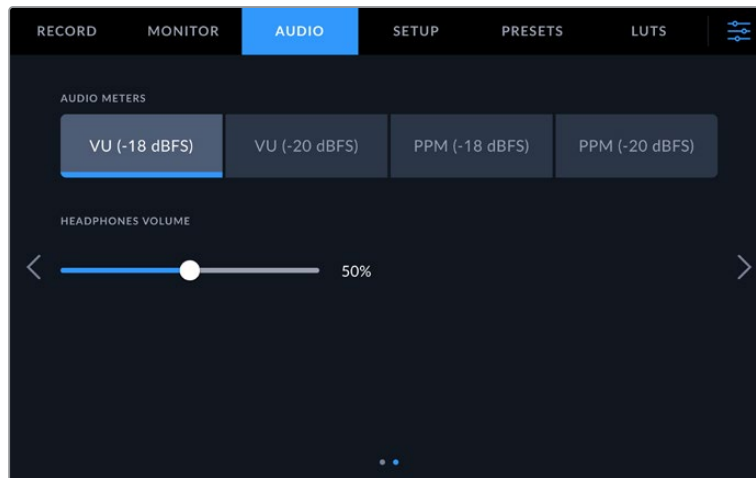 RECORD MONITOR AUDIO SETUP PRESETS LUTS
AUDIO METERS
VU (-18 dBFS) VU (-20 dBFS) PPM (-18 dBFS) PPM (-20 dBFS)
HEADPHONES VOLUME
50%